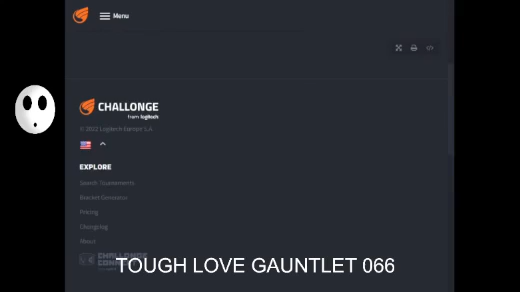 Menu
CHALLONGE
from logitech
© 2022 Logitech Europe S.A
EXPLORE
Search Tournaments
Bracket Generator
Pricing
Changelog
About
CHALLONGE
TOUGH LOVE GAUNTLET 066